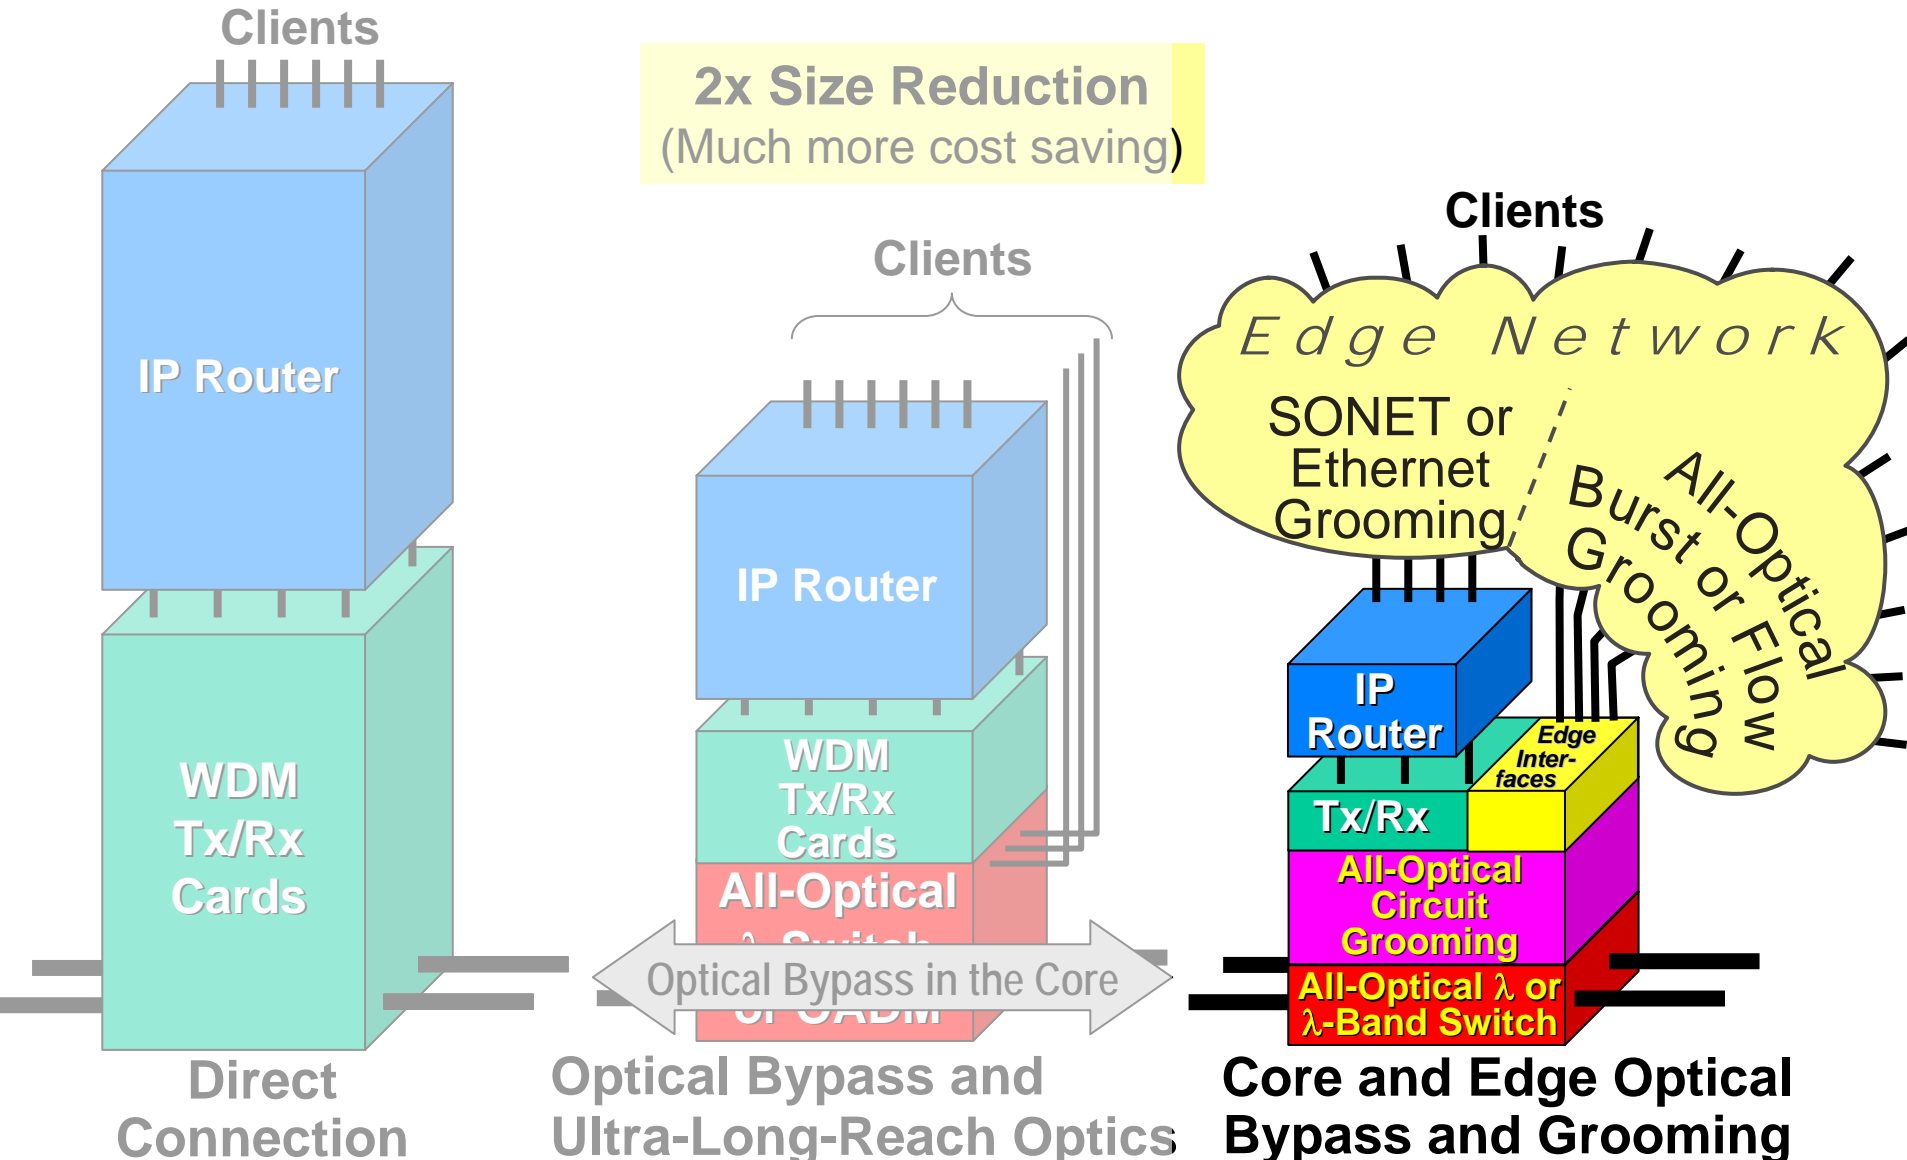 Clients
IP Router
WDM
Tx/Rx
Cards
Direct
Connection
2x Size Reduction
(Much more cost saving)
Clients
IP Router
WDM
Tx/Rx
Cards
All-Optical
λ Switch
Optical Bypass in the Core
or OADM
Optical Bypass and
Ultra-Long-Reach Optics
Clients
Edge Network
SONET or
Ethernet
Grooming
All-Optical
Burst or Flow
Grooming
IP
Router
Edge
Inter-
faces
Tx/Rx
All-Optical
Circuit
Grooming
All-Optical λ or
λ-Band Switch
Core and Edge Optical
Bypass and Grooming